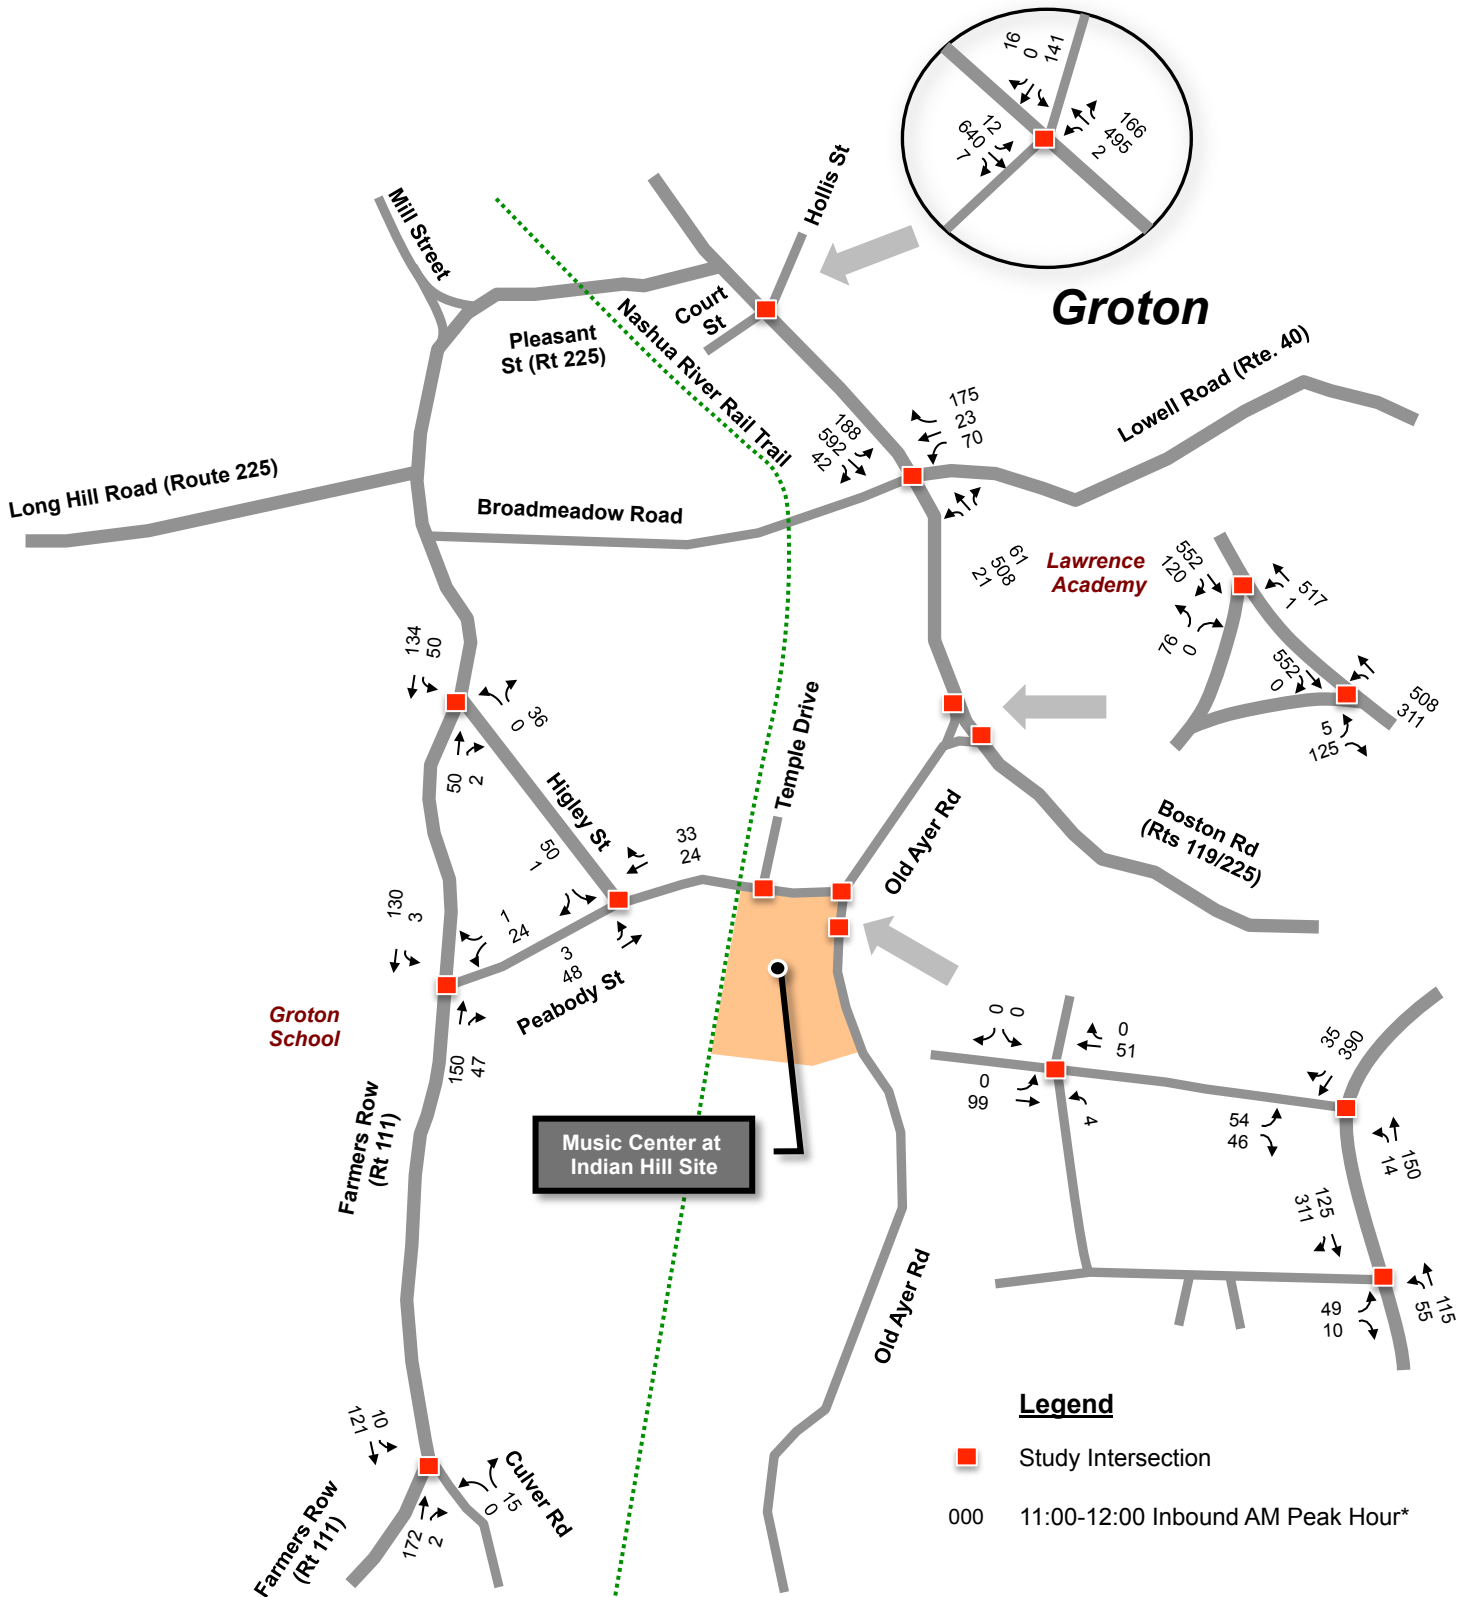 16
0
141
166
495
2
12
640
7
Hollis St
Mill Street
Groton
Court
St
Nashua River Rail Trail
Pleasant
St (Rt 225)
Lowell Road (Rte. 40)
175
23
70
188
592
42
Long Hill Road (Route 225)
Broadmeadow Road
61
508
21
Lawrence
Academy
552
120
517
1
76
0
552
0
508
311
5
125
134
50
36
0
50
2
Higley St
Temple Drive
Old Ayer Rd
Boston Rd
(Rts 119/225)
50
1
33
24
130
3
1
24
3
48
Peabody St
Groton
School
150
47
Farmers Row
(Rt 111)
Music Center at
Indian Hill Site
0
0
0
51
0
99
4
35
390
54
46
150
14
125
311
49
10
115
55
Old Ayer Rd
10
121
Culver Rd
15
0
172
2
Farmers Row
(Rt 111)
Legend
Study Intersection
000 11:00-12:00 Inbound AM Peak Hour*